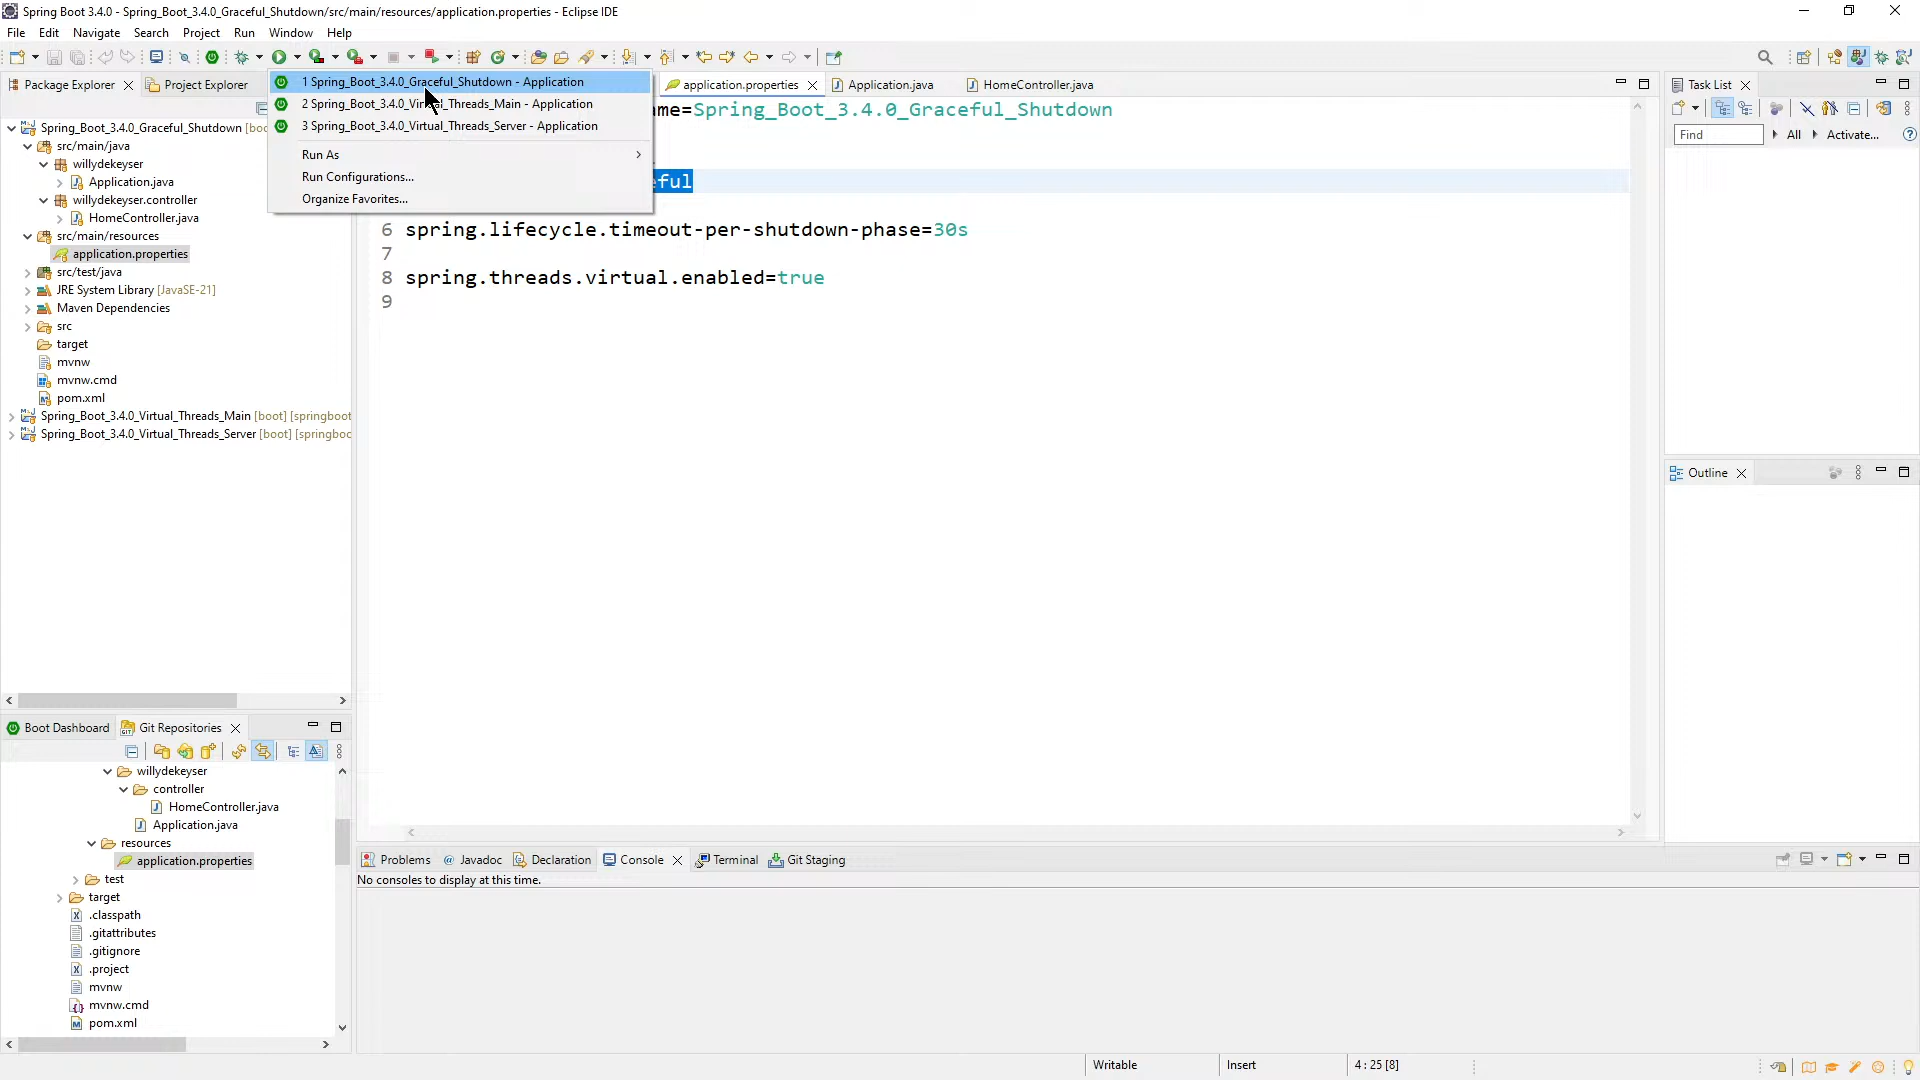 Spring Boot 3.4.0 - Spring_Boot_3.4.0_Graceful_Shutdown/src/main/resources/application.properties - Eclipse IDE
File Edit Navigate Search Project Run Window Help
Package Explorer Project Explorer
1 Spring_Boot_3.4.0_Graceful_Shutdown - Application
2 Spring_Boot_3.4.0_Virtual_Threads_Main - Application
3 Spring_Boot_3.4.0_Virtual_Threads_Server - Application
Run As
Run Configurations...
Organize Favorites...
application.properties Application.java HomeController.java
Task List
Find All Activate...
Spring_Boot_3.4.0_Graceful_Shutdown [boo
src/main/java
willydekeyser
Application.java
willydekeyser.controller
HomeController.java
src/main/resources
application.properties
src/test/java
JRE System Library [JavaSE-21]
Maven Dependencies
src
target
mvnw
mvnw.cmd
pom.xml
Spring_Boot_3.4.0_Virtual_Threads_Main [boot] [springboot
Spring_Boot_3.4.0_Virtual_Threads_Server [boot] [springboo
me=Spring_Boot_3.4.0_Graceful_Shutdown
eful
6 spring.lifecycle.timeout-per-shutdown-phase=30s
7
8 spring.threads.virtual.enabled=true
9
Outline
Boot Dashboard Git Repositories
willydekeyser
controller
HomeController.java
Application.java
resources
application.properties
test
target
.classpath
.gitattributes
.gitignore
.project
mvnw
mvnw.cmd
pom.xml
Problems Javadoc Declaration Console Terminal Git Staging
No consoles to display at this time.
Writable Insert 4 : 25 [8]